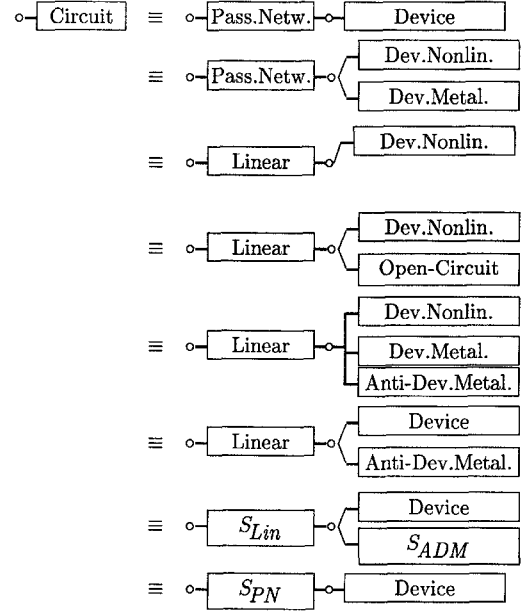 Circuit ≡ Pass.Netw. Device
≡ Pass.Netw. Dev.Nonlin.
Dev.Metal.
≡ Linear Dev.Nonlin.
≡ Linear Dev.Nonlin.
Open-Circuit
≡ Linear Dev.Nonlin.
Dev.Metal.
Anti-Dev.Metal.
≡ Linear Device
Anti-Dev.Metal.
≡ S_Lin Device
S_ADM
≡ S_PN Device